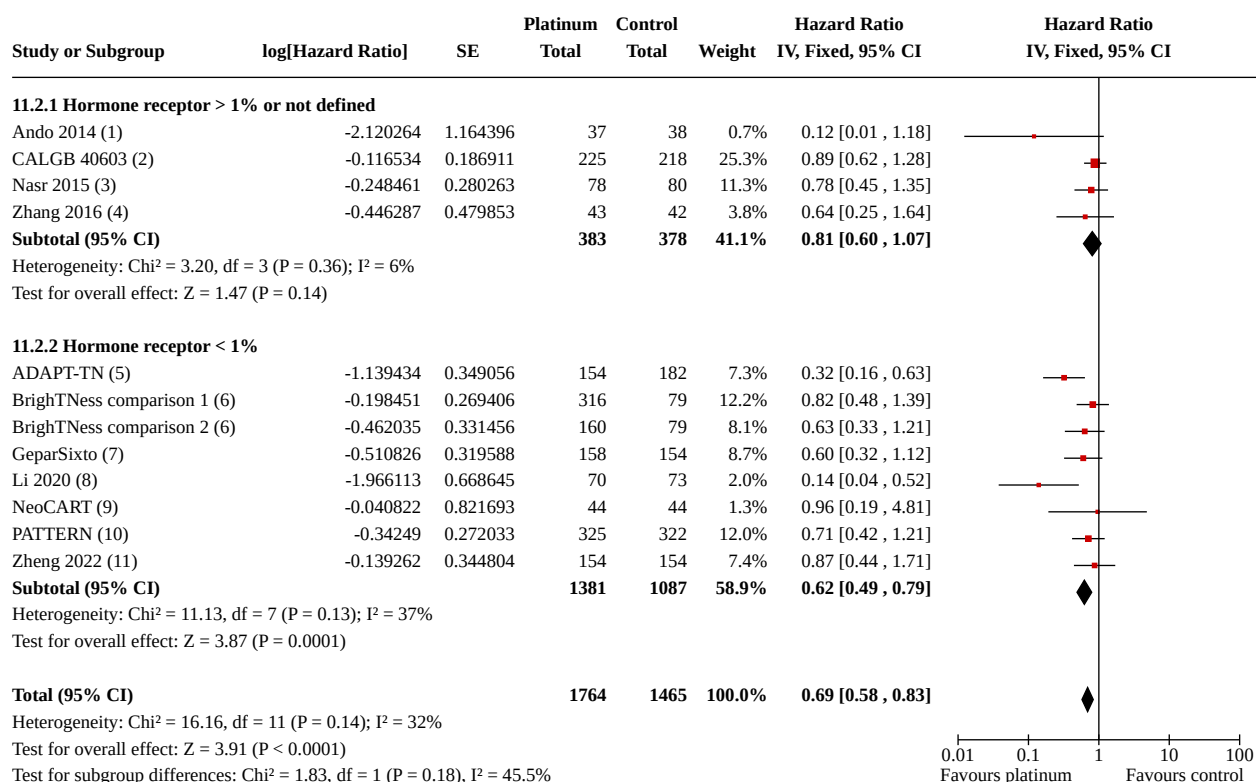 Platinum Control Hazard Ratio Hazard Ratio
Study or Subgroup log[Hazard Ratio] SE Total Total Weight IV, Fixed, 95% CI IV, Fixed, 95% CI
11.2.1 Hormone receptor > 1% or not defined
Ando 2014 (1) -2.120264 1.164396 37 38 0.7% 0.12 [0.01 , 1.18]
CALGB 40603 (2) -0.116534 0.186911 225 218 25.3% 0.89 [0.62 , 1.28]
Nasr 2015 (3) -0.248461 0.280263 78 80 11.3% 0.78 [0.45 , 1.35]
Zhang 2016 (4) -0.446287 0.479853 43 42 3.8% 0.64 [0.25 , 1.64]
Subtotal (95% CI) 383 378 41.1% 0.81 [0.60 , 1.07]
Heterogeneity: Chi² = 3.20, df = 3 (P = 0.36); I² = 6%
Test for overall effect: Z = 1.47 (P = 0.14)
11.2.2 Hormone receptor < 1%
ADAPT-TN (5) -1.139434 0.349056 154 182 7.3% 0.32 [0.16 , 0.63]
BrighTNess comparison 1 (6) -0.198451 0.269406 316 79 12.2% 0.82 [0.48 , 1.39]
BrighTNess comparison 2 (6) -0.462035 0.331456 160 79 8.1% 0.63 [0.33 , 1.21]
GeparSixto (7) -0.510826 0.319588 158 154 8.7% 0.60 [0.32 , 1.12]
Li 2020 (8) -1.966113 0.668645 70 73 2.0% 0.14 [0.04 , 0.52]
NeoCART (9) -0.040822 0.821693 44 44 1.3% 0.96 [0.19 , 4.81]
PATTERN (10) -0.34249 0.272033 325 322 12.0% 0.71 [0.42 , 1.21]
Zheng 2022 (11) -0.139262 0.344804 154 154 7.4% 0.87 [0.44 , 1.71]
Subtotal (95% CI) 1381 1087 58.9% 0.62 [0.49 , 0.79]
Heterogeneity: Chi² = 11.13, df = 7 (P = 0.13); I² = 37%
Test for overall effect: Z = 3.87 (P = 0.0001)
Total (95% CI) 1764 1465 100.0% 0.69 [0.58 , 0.83]
Heterogeneity: Chi² = 16.16, df = 11 (P = 0.14); I² = 32%
Test for overall effect: Z = 3.91 (P < 0.0001)
0.01 0.1 1 10 100
Test for subgroup differences: Chi² = 1.83, df = 1 (P = 0.18), I² = 45.5%
Favours platinum Favours control